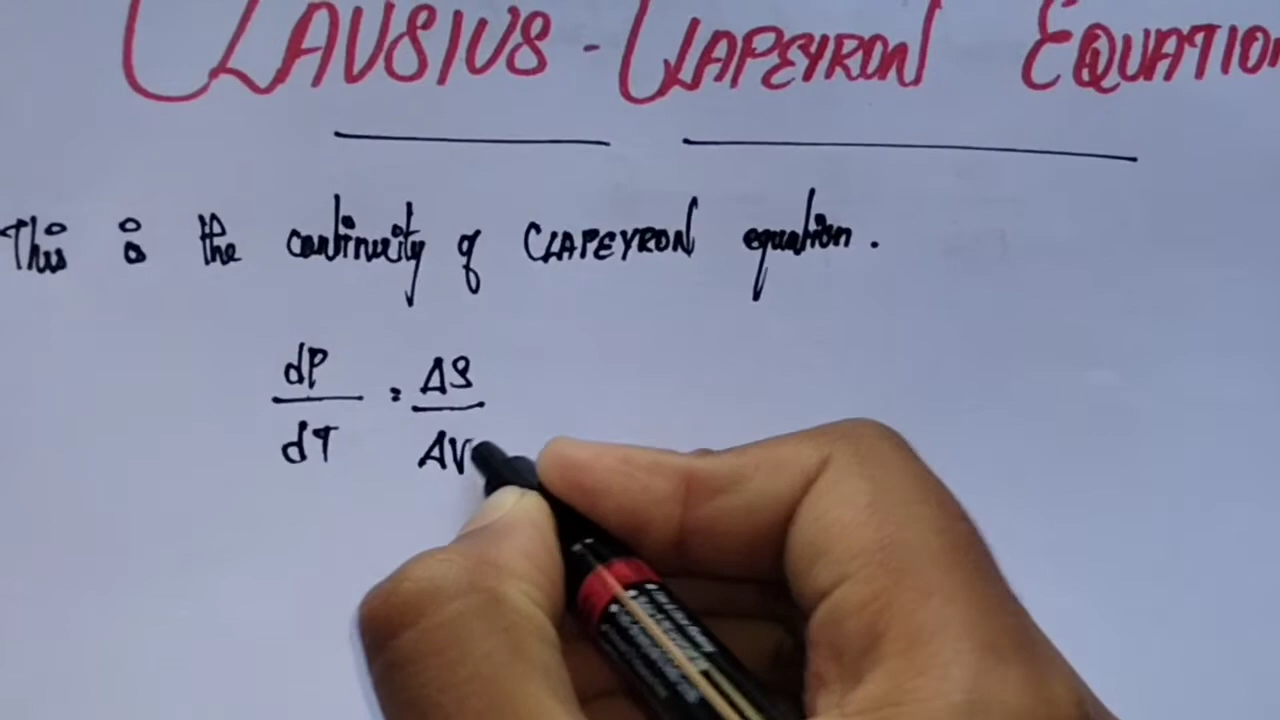 CLAUSIUS - CLAPEYRON EQUATION
This is the continuity of CLAPEYRON equation.
dP/dT = ΔS/ΔV